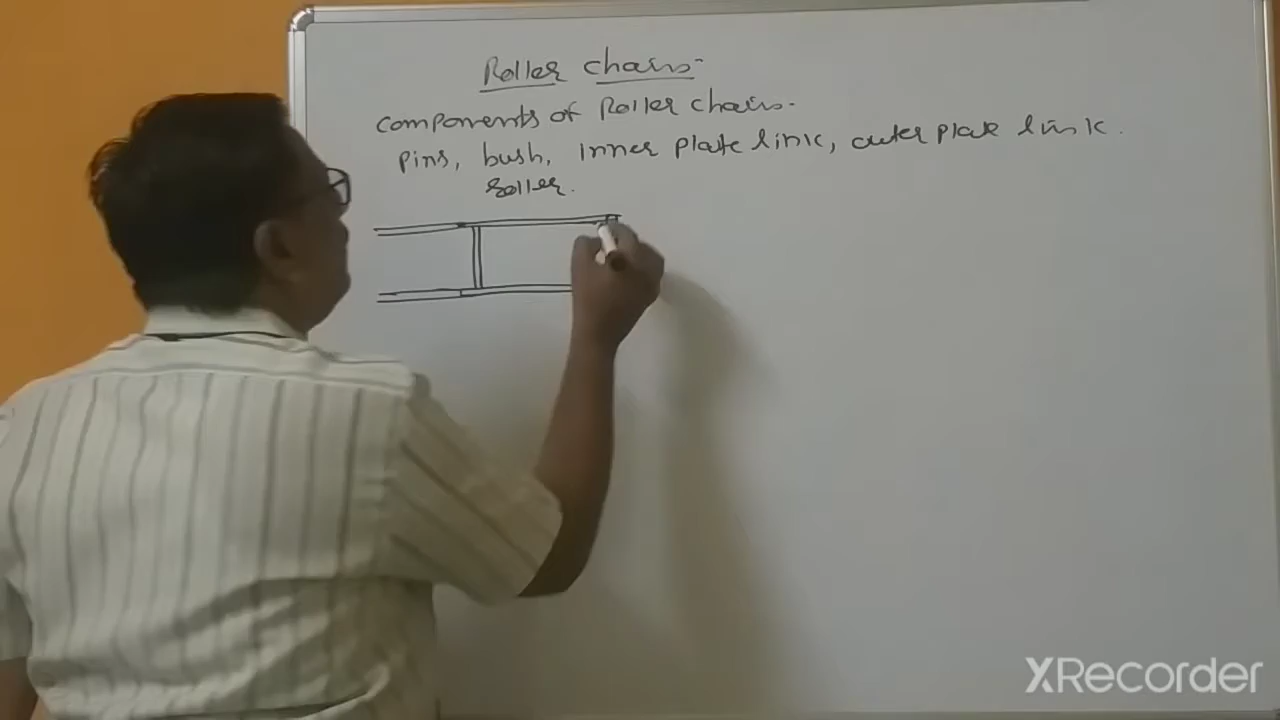 Roller chains-
components of Roller chains.
pins, bush, inner plate link, outer plate link.
roller.
XRecorder